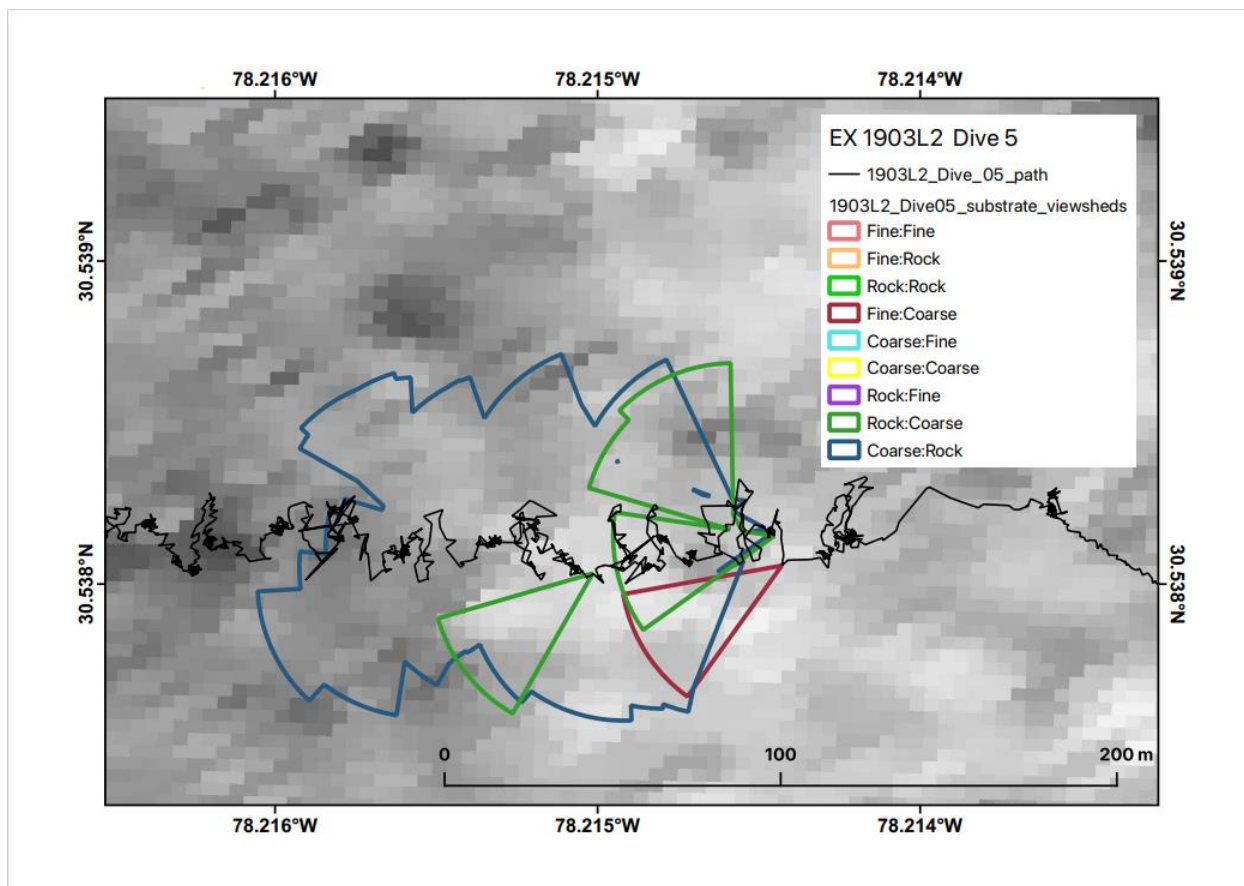 78.216°W 78.215°W 78.214°W
EX 1903L2 Dive 5
1903L2_Dive_05_path
1903L2_Dive05_substrate_viewsheds
Fine:Fine
Fine:Rock
Rock:Rock
Fine:Coarse
Coarse:Fine
Coarse:Coarse
Rock:Fine
Rock:Coarse
Coarse:Rock
30.539°N
30.539°N
30.538°N
30.538°N
0 100 200 m
78.216°W 78.215°W 78.214°W